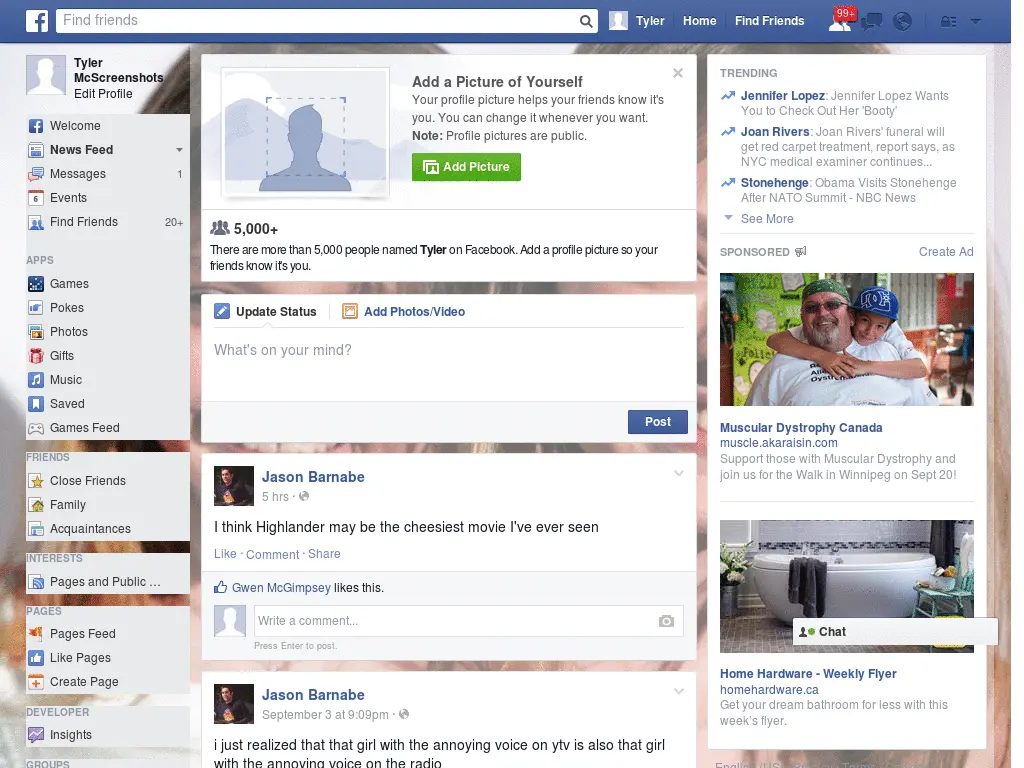 Find friends
Tyler
Home
Find Friends
99+
Tyler
McScreenshots
Edit Profile
Welcome
News Feed
Messages 1
Events
Find Friends 20+
APPS
Games
Pokes
Photos
Gifts
Music
Saved
Games Feed
FRIENDS
Close Friends
Family
Acquaintances
INTERESTS
Pages and Public ...
PAGES
Pages Feed
Like Pages
Create Page
DEVELOPER
Insights
GROUPS
Add a Picture of Yourself
Your profile picture helps your friends know it's
you. You can change it whenever you want.
Note: Profile pictures are public.
Add Picture
5,000+
There are more than 5,000 people named Tyler on Facebook. Add a profile picture so your
friends know it's you.
Update Status
Add Photos/Video
What's on your mind?
Post
Jason Barnabe
5 hrs ·
I think Highlander may be the cheesiest movie I've ever seen
Like · Comment · Share
Gwen McGimpsey likes this.
Write a comment...
Press Enter to post.
Jason Barnabe
September 3 at 9:09pm ·
i just realized that that girl with the annoying voice on ytv is also that girl
with the annoying voice on the radio
TRENDING
Jennifer Lopez: Jennifer Lopez Wants
You to Check Out Her 'Booty'
Joan Rivers: Joan Rivers' funeral will
get red carpet treatment, report says, as
NYC medical examiner continues...
Stonehenge: Obama Visits Stonehenge
After NATO Summit - NBC News
See More
SPONSORED
Create Ad
Muscular Dystrophy Canada
muscle.akaraisin.com
Support those with Muscular Dystrophy and
join us for the Walk in Winnipeg on Sept 20!
Chat
Home Hardware - Weekly Flyer
homehardware.ca
Get your dream bathroom for less with this
week's flyer.